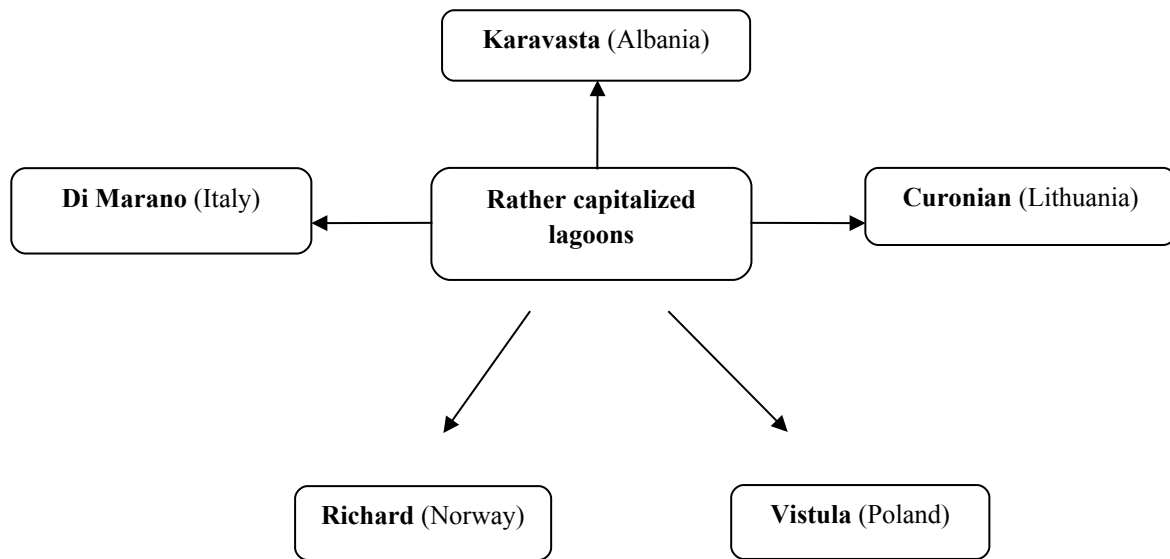 Karavasta (Albania)
Di Marano (Italy)
Rather capitalized
lagoons
Curonian (Lithuania)
Richard (Norway)
Vistula (Poland)